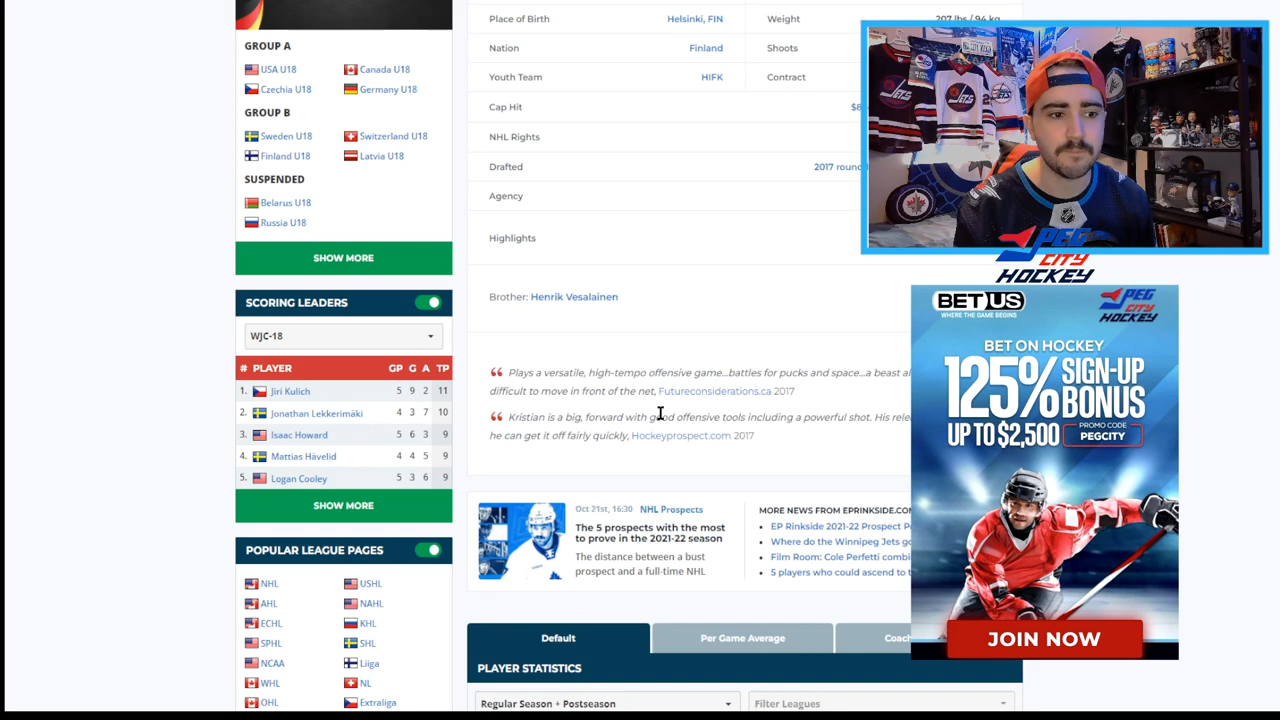 GROUP A
USA U18
Canada U18
Czechia U18
Germany U18
GROUP B
Sweden U18
Switzerland U18
Finland U18
Latvia U18
SUSPENDED
Belarus U18
Russia U18
SHOW MORE
SCORING LEADERS
WJC-18
# PLAYER GP G A TP
1. Jiri Kulich 5 9 2 11
2. Jonathan Lekkerimäki 4 3 7 10
3. Isaac Howard 5 6 3 9
4. Mattias Hävelid 4 4 5 9
5. Logan Cooley 5 3 6 9
SHOW MORE
POPULAR LEAGUE PAGES
NHL
USHL
AHL
NAHL
ECHL
KHL
SPHL
SHL
NCAA
Liiga
WHL
NL
OHL
Extraliga
Place of Birth Helsinki, FIN Weight 207 lbs / 94 kg
Nation Finland Shoots
Youth Team HIFK Contract
Cap Hit
NHL Rights
Drafted 2017 round
Agency
Highlights
Brother: Henrik Vesalainen
“ Plays a versatile, high-tempo offensive game...battles for pucks and space...a beast al
difficult to move in front of the net, Futureconsiderations.ca 2017
“ Kristian is a big, forward with good offensive tools including a powerful shot. His rele
he can get it off fairly quickly, Hockeyprospect.com 2017
Oct 21st, 16:30 NHL Prospects
The 5 prospects with the most
to prove in the 2021-22 season
The distance between a bust
prospect and a full-time NHL
MORE NEWS FROM EPRINKSIDE.COM
EP Rinkside 2021-22 Prospect P
Where do the Winnipeg Jets go
Film Room: Cole Perfetti combi
5 players who could ascend to t
Default
Per Game Average
Coach
PLAYER STATISTICS
Regular Season + Postseason
Filter Leagues
JETS
PEG
CITY
HOCKEY
BETUS
WHERE THE GAME BEGINS
PEG
CITY
HOCKEY
BET ON HOCKEY
125% SIGN-UP
BONUS
UP TO $2,500
PROMO CODE
PEGCITY
JOIN NOW